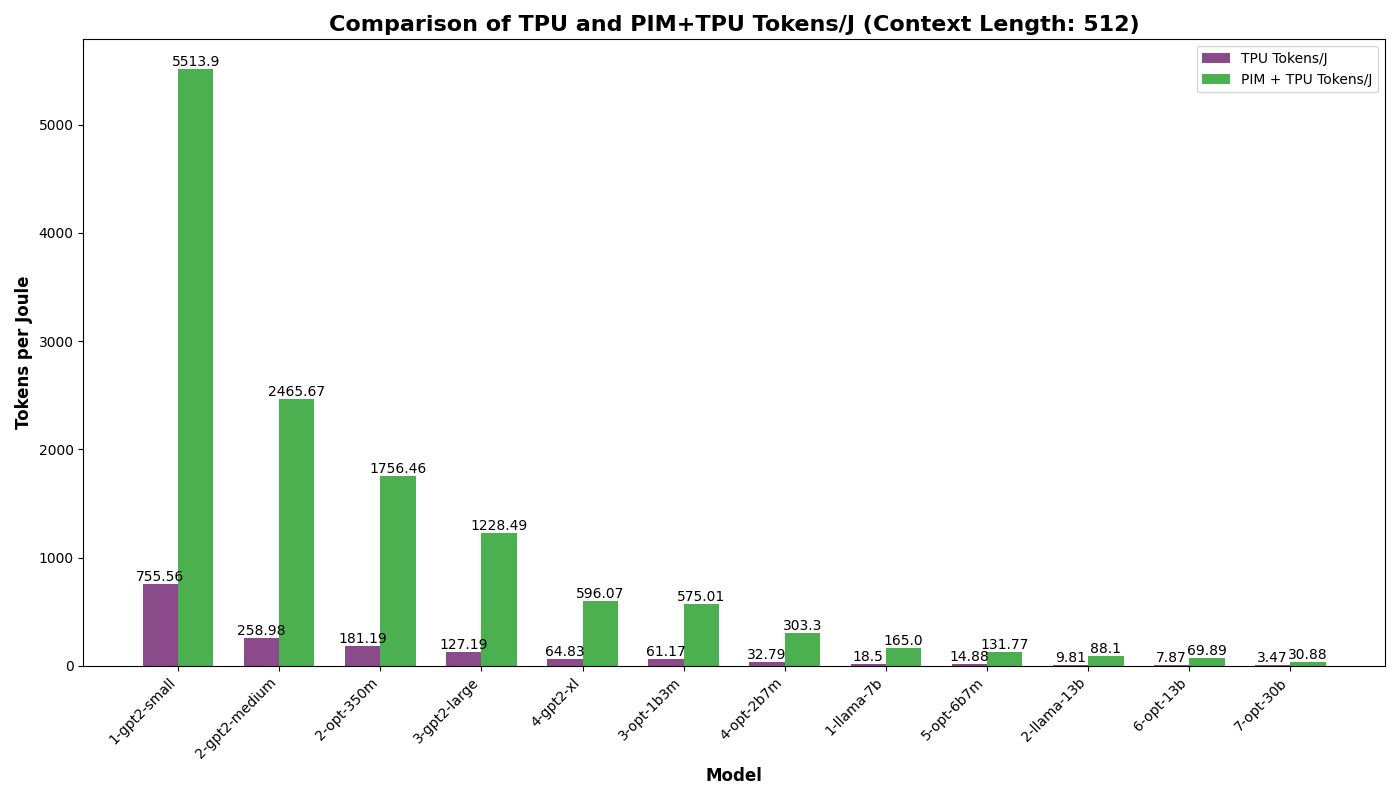 Comparison of TPU and PIM+TPU Tokens/J (Context Length: 512)
TPU Tokens/J
PIM + TPU Tokens/J
Tokens per Joule
5000
4000
3000
2000
1000
0
755.56
5513.9
258.98
2465.67
181.19
1756.46
127.19
1228.49
64.83
596.07
61.17
575.01
32.79
303.3
18.5
165.0
14.88
131.77
9.81
88.1
7.87
69.89
3.47
30.88
1-gpt2-small
2-gpt2-medium
2-opt-350m
3-gpt2-large
4-gpt2-xl
3-opt-1b3m
4-opt-2b7m
1-llama-7b
5-opt-6b7m
2-llama-13b
6-opt-13b
7-opt-30b
Model